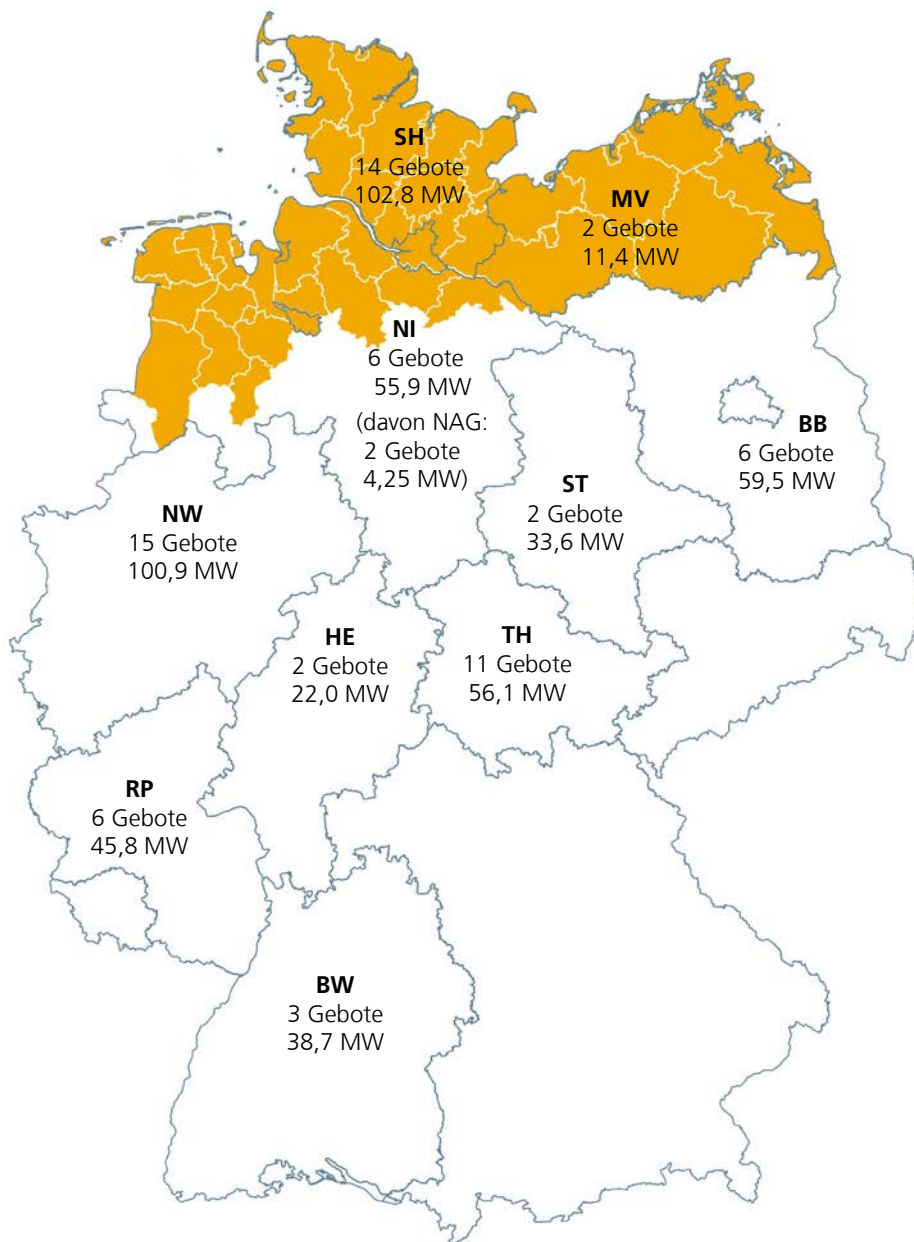 SH
14 Gebote
102,8 MW
MV
2 Gebote
11,4 MW
NI
6 Gebote
55,9 MW
(davon NAG:
2 Gebote
4,25 MW)
BB
6 Gebote
59,5 MW
ST
2 Gebote
33,6 MW
NW
15 Gebote
100,9 MW
HE
2 Gebote
22,0 MW
TH
11 Gebote
56,1 MW
RP
6 Gebote
45,8 MW
BW
3 Gebote
38,7 MW